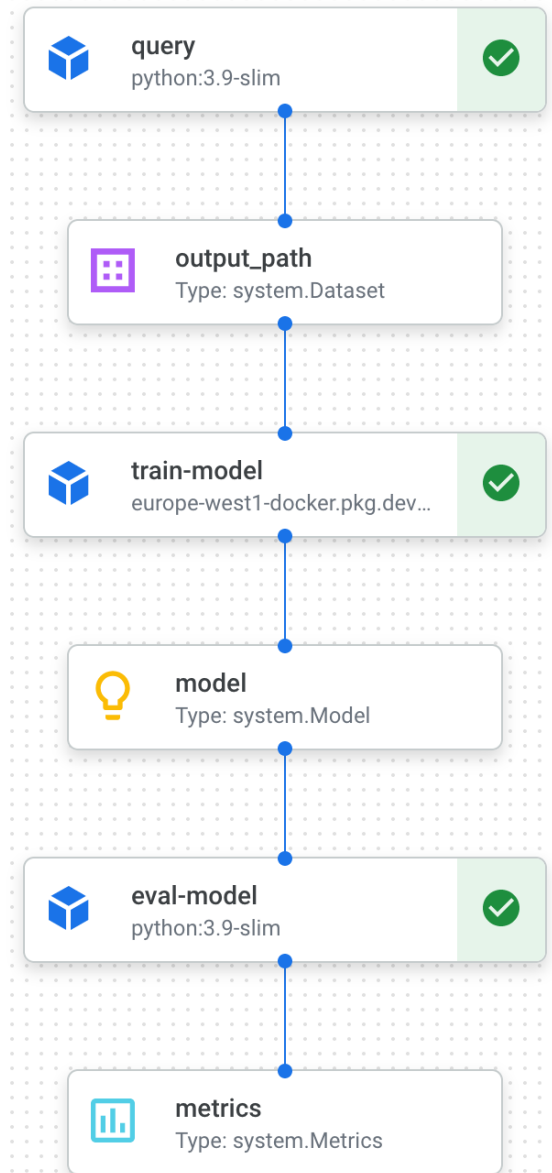 query
python:3.9-slim
output_path
Type: system.Dataset
train-model
europe-west1-docker.pkg.dev...
model
Type: system.Model
eval-model
python:3.9-slim
metrics
Type: system.Metrics